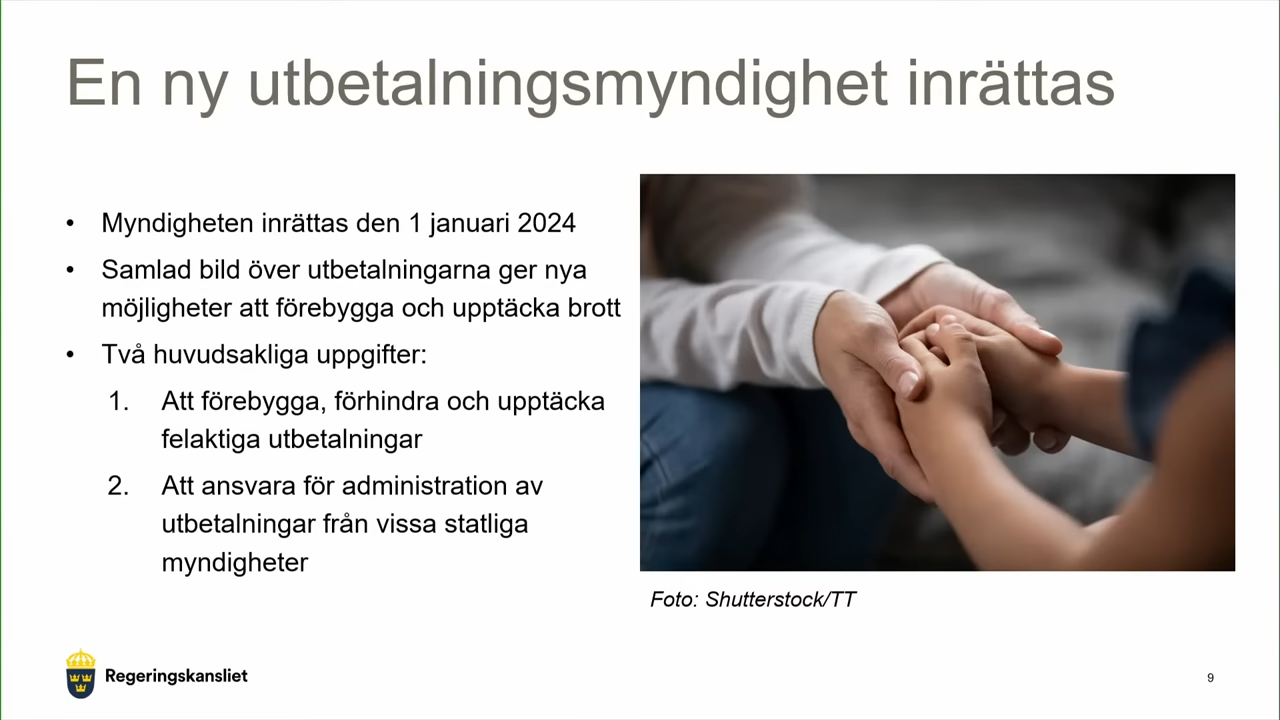 En ny utbetalningsmyndighet inrättas
• Myndigheten inrättas den 1 januari 2024
• Samlad bild över utbetalningarna ger nya
möjligheter att förebygga och upptäcka brott
• Två huvudsakliga uppgifter:
1. Att förebygga, förhindra och upptäcka
felaktiga utbetalningar
2. Att ansvara för administration av
utbetalningar från vissa statliga
myndigheter
Foto: Shutterstock/TT
Regeringskansliet
9